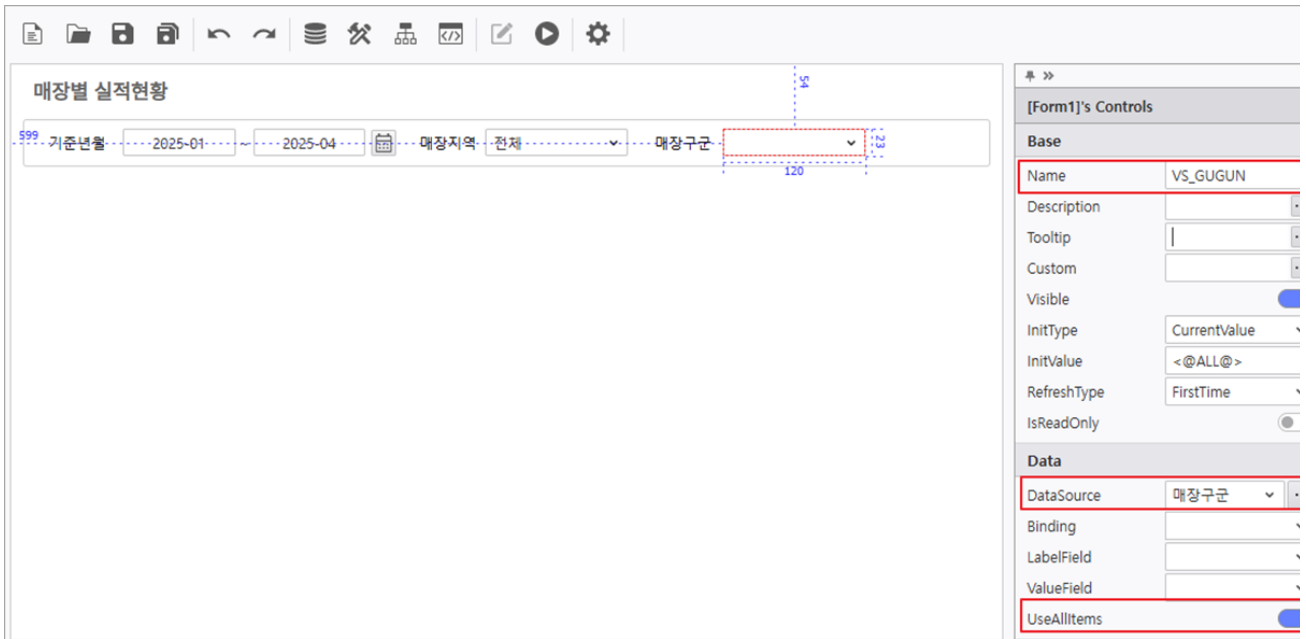 매장별 실적현황
54
599 기준년월 2025-01 ~ 2025-04 매장지역 전체 매장구군 23
120
[Form1]'s Controls
Base
Name VS_GUGUN
Description
Tooltip
Custom
Visible
InitType CurrentValue
InitValue <@ALL@>
RefreshType FirstTime
IsReadOnly
Data
DataSource 매장구군
Binding
LabelField
ValueField
UseAllItems